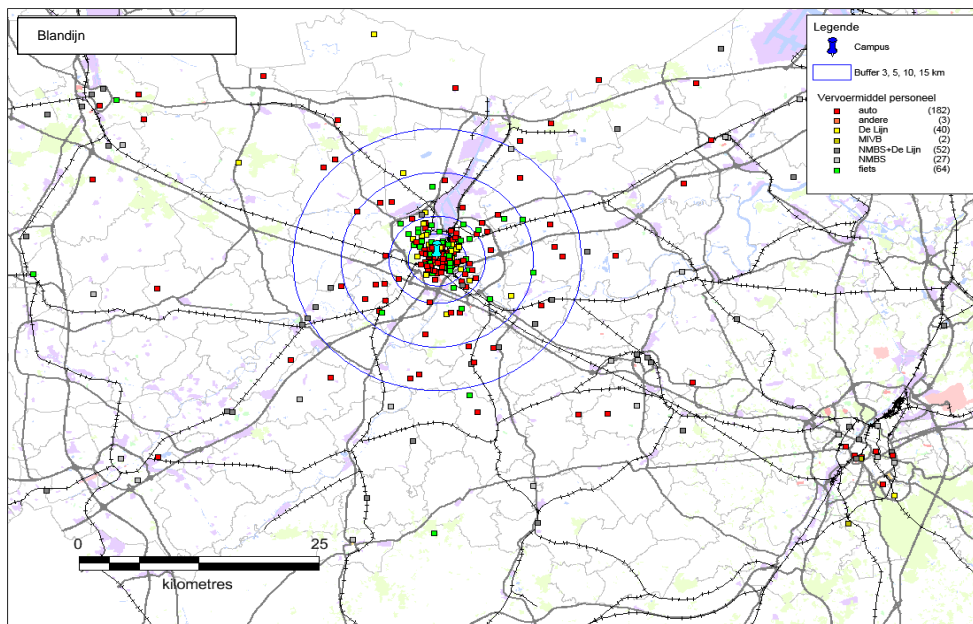 Blandijn
Legende
Campus
Buffer 3, 5, 10, 15 km
Vervoermiddel personeel
auto (182)
andere (3)
De Lijn (40)
MIVB (2)
NMBS+De Lijn (52)
NMBS (27)
fiets (64)
0 25
kilometres